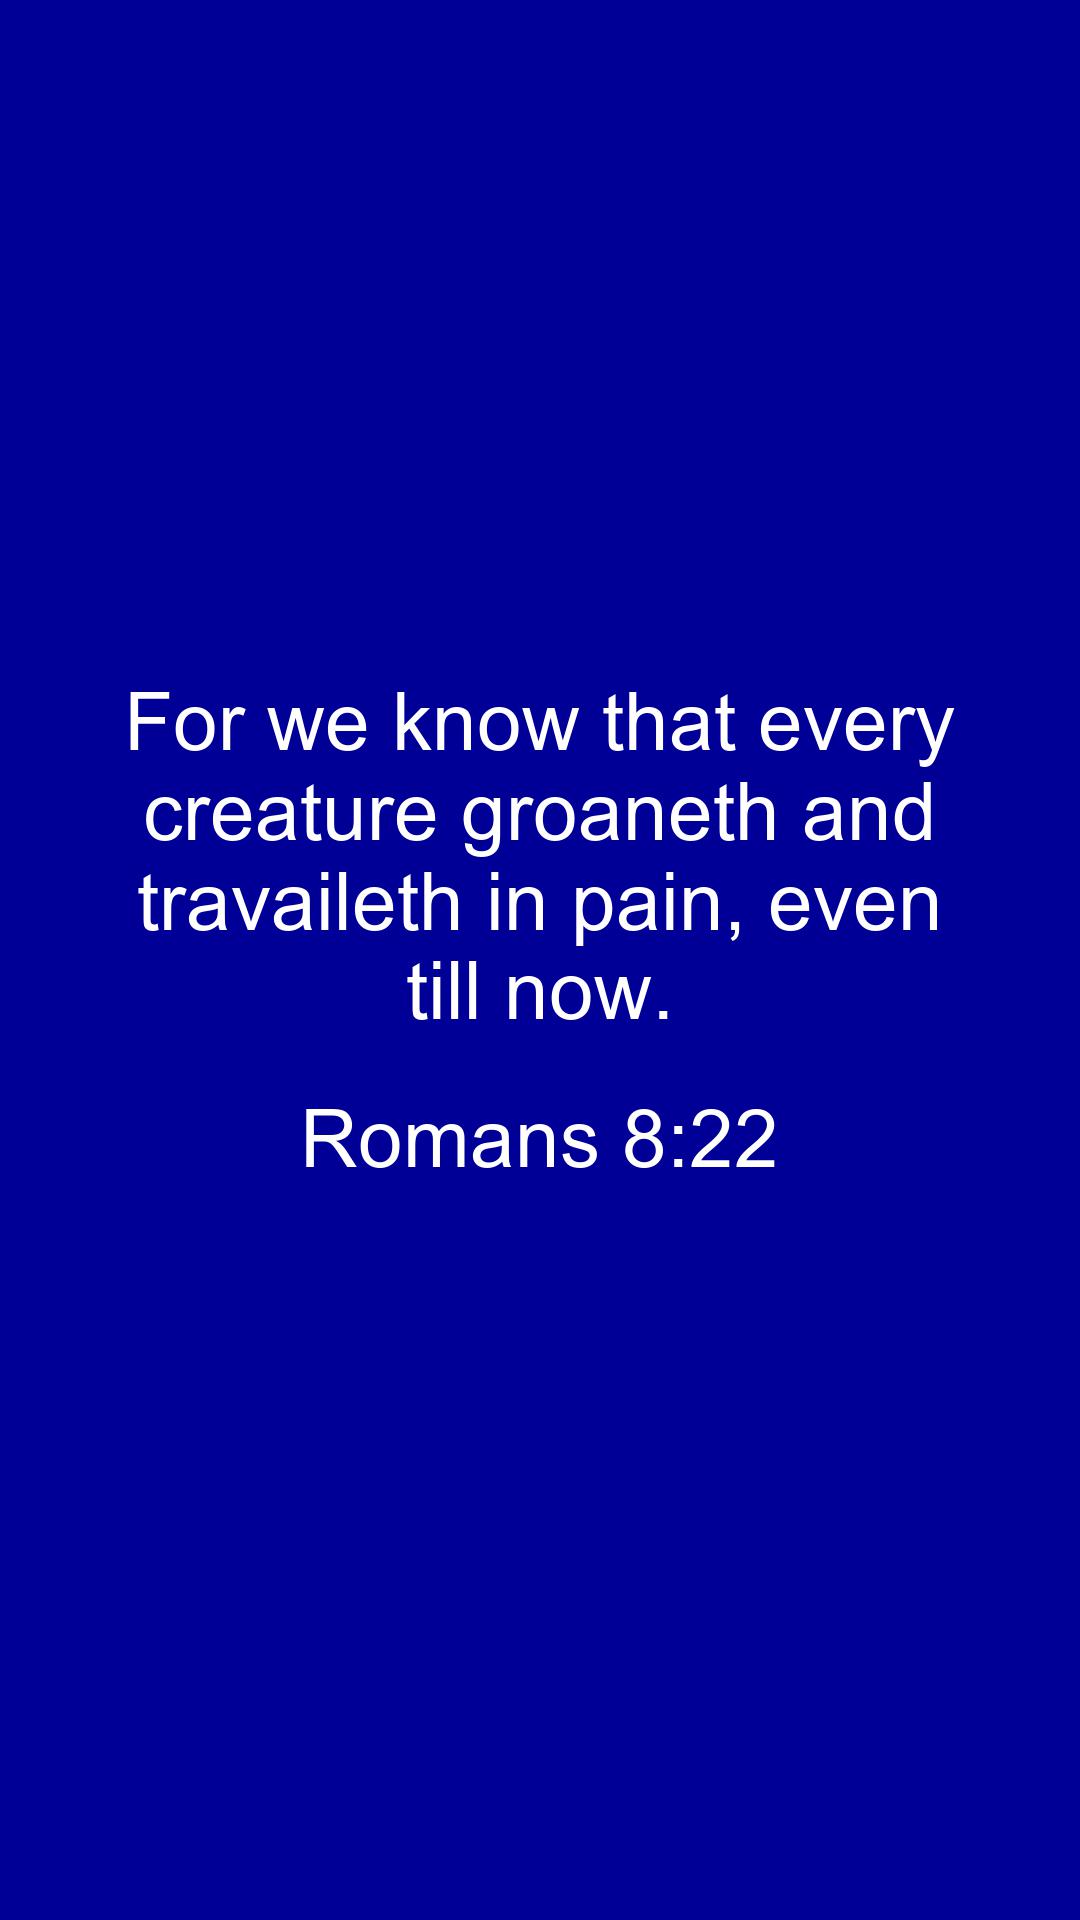 For we know that every
creature groaneth and
travaileth in pain, even
till now.
Romans 8:22